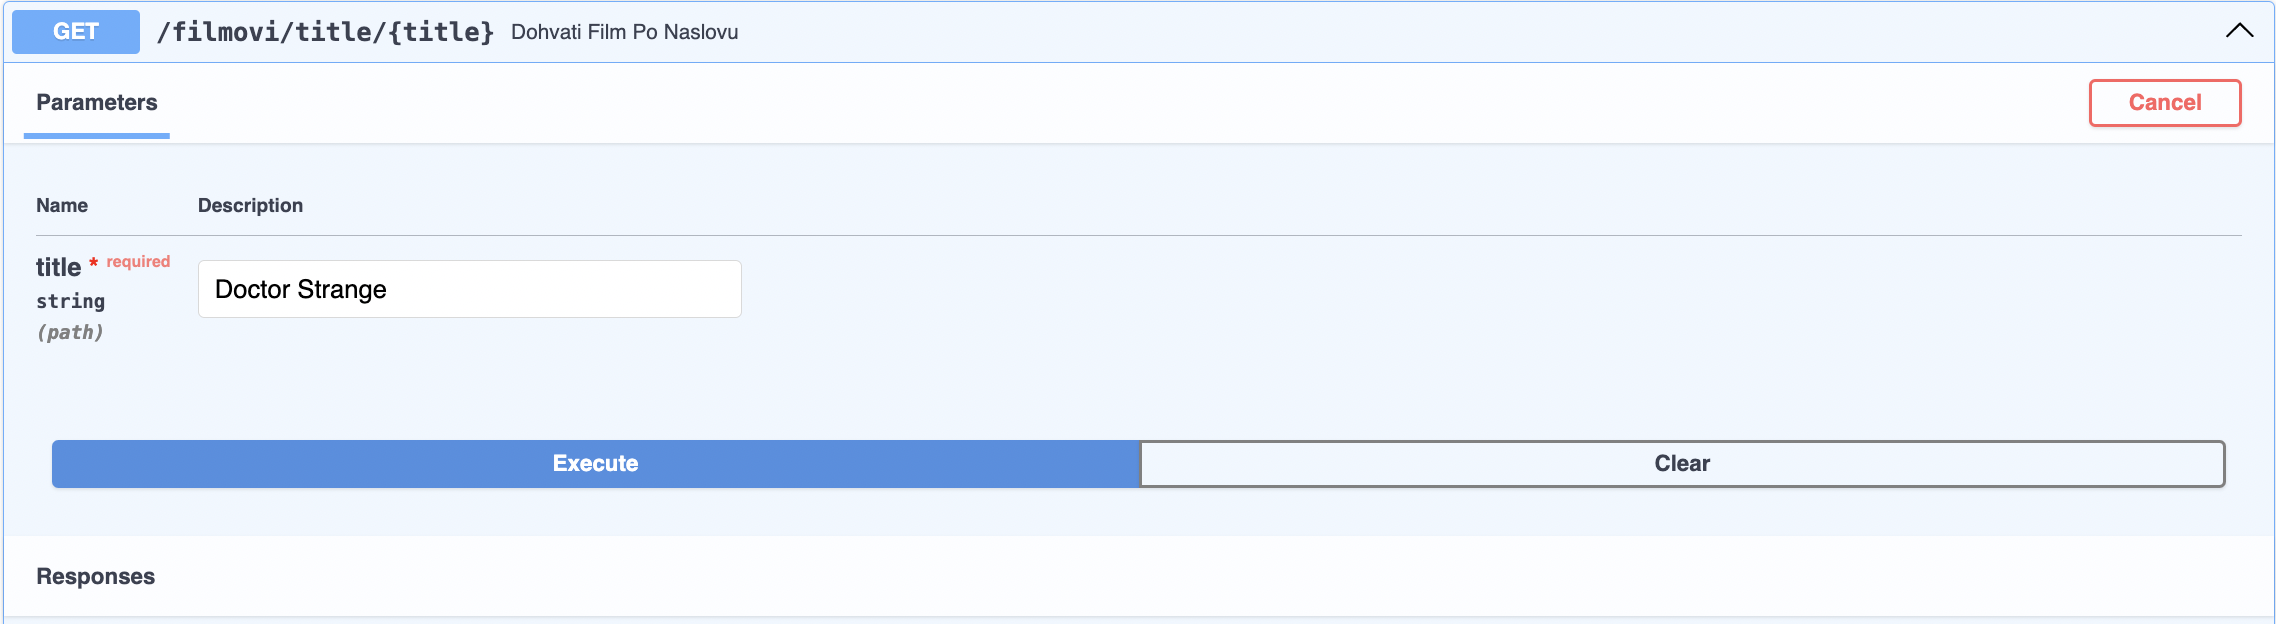 GET /filmovi/title/{title} Dohvati Film Po Naslovu
Parameters
Cancel
Name Description
title * required
string
(path)
Doctor Strange
Execute Clear
Responses